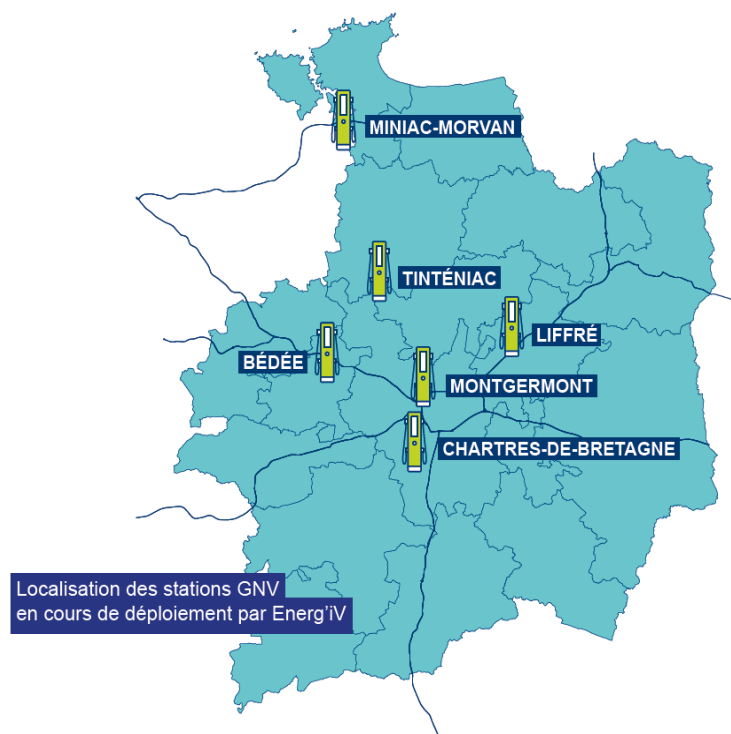 MINIAC-MORVAN
TINTÉNIAC
LIFFRÉ
BÉDÉE
MONTGERMONT
CHARTRES-DE-BRETAGNE
Localisation des stations GNV
en cours de déploiement par Energ'iV